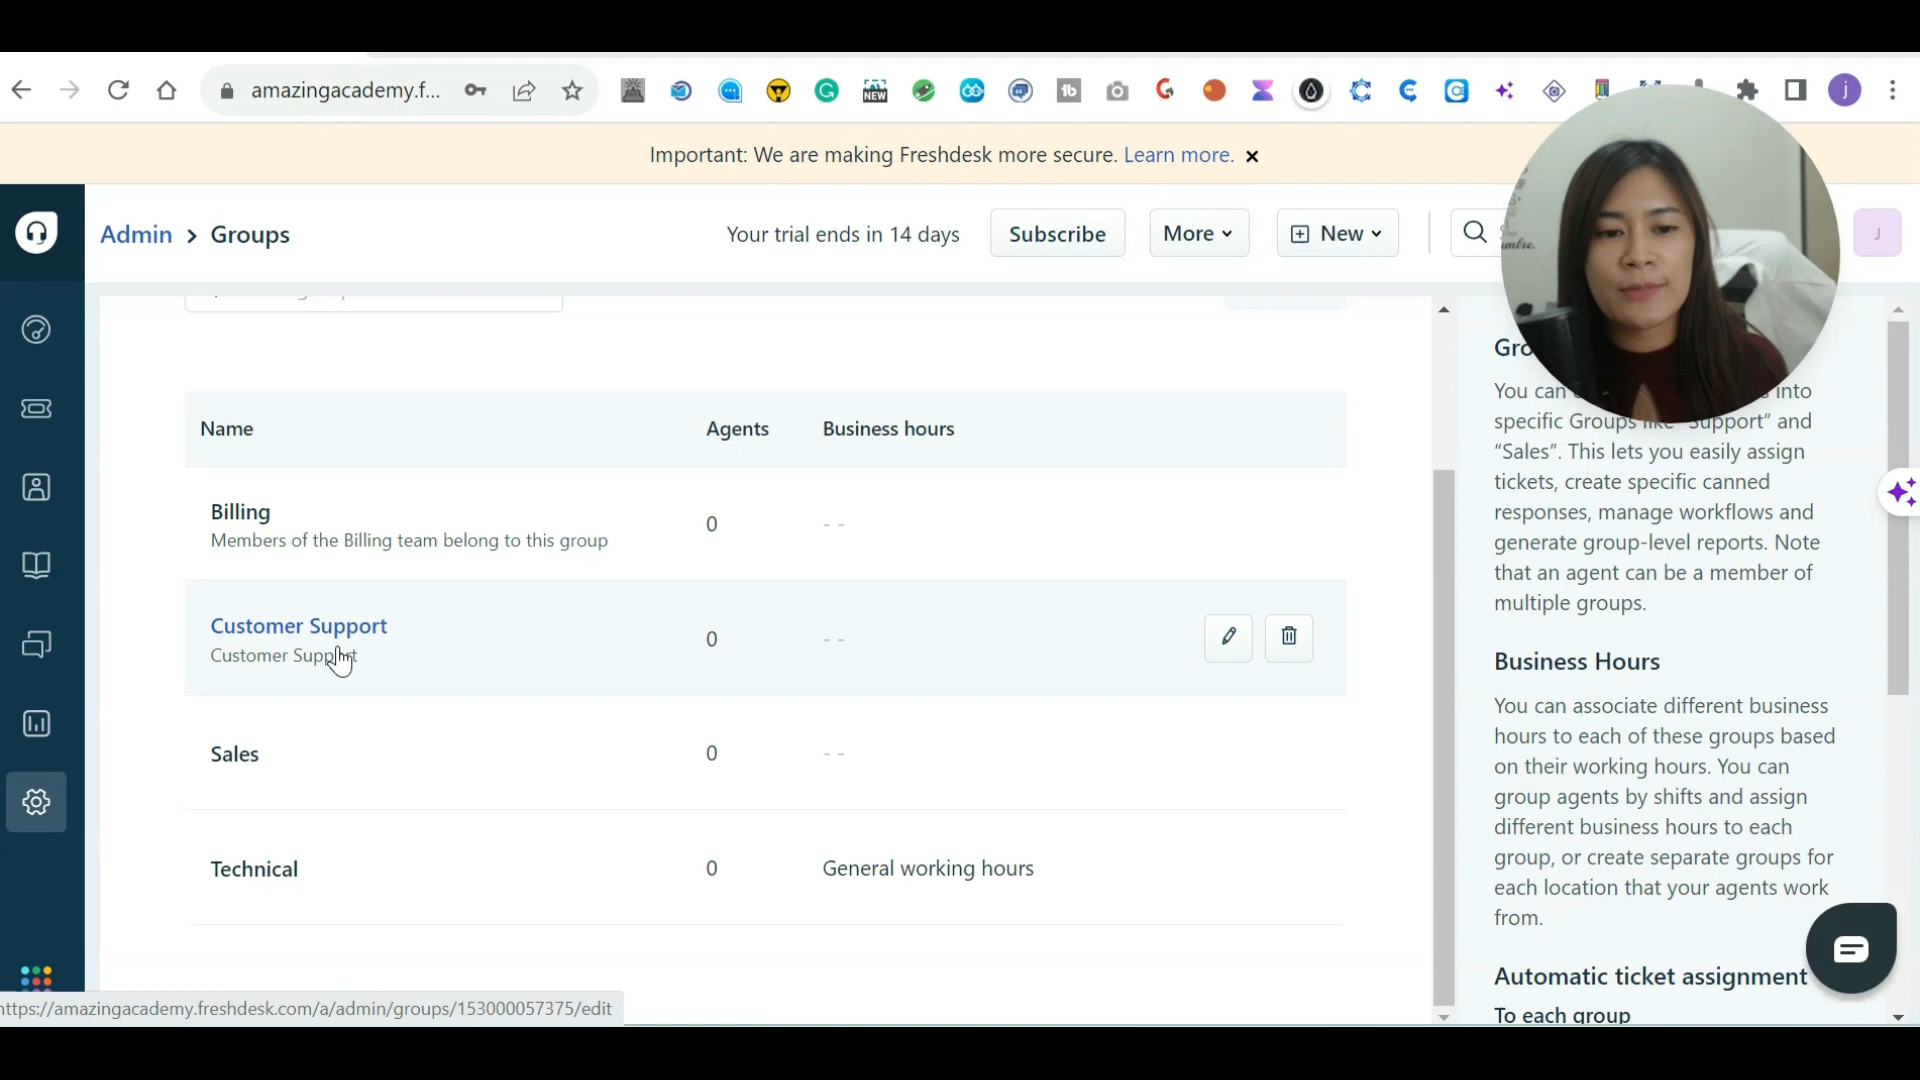 amazingacademy.f...
NEW
tb
j
Important: We are making Freshdesk more secure. Learn more.
Admin > Groups
Your trial ends in 14 days
Subscribe
More
New
J
Name
Agents
Business hours
Billing
Members of the Billing team belong to this group
0
- -
Customer Support
Customer Support
0
- -
Sales
0
- -
Technical
0
General working hours
https://amazingacademy.freshdesk.com/a/admin/groups/153000057375/edit
You can
into
specific Groups like "Support" and
"Sales". This lets you easily assign
tickets, create specific canned
responses, manage workflows and
generate group-level reports. Note
that an agent can be a member of
multiple groups.
Business Hours
You can associate different business
hours to each of these groups based
on their working hours. You can
group agents by shifts and assign
different business hours to each
group, or create separate groups for
each location that your agents work
from.
Automatic ticket assignment
To each group